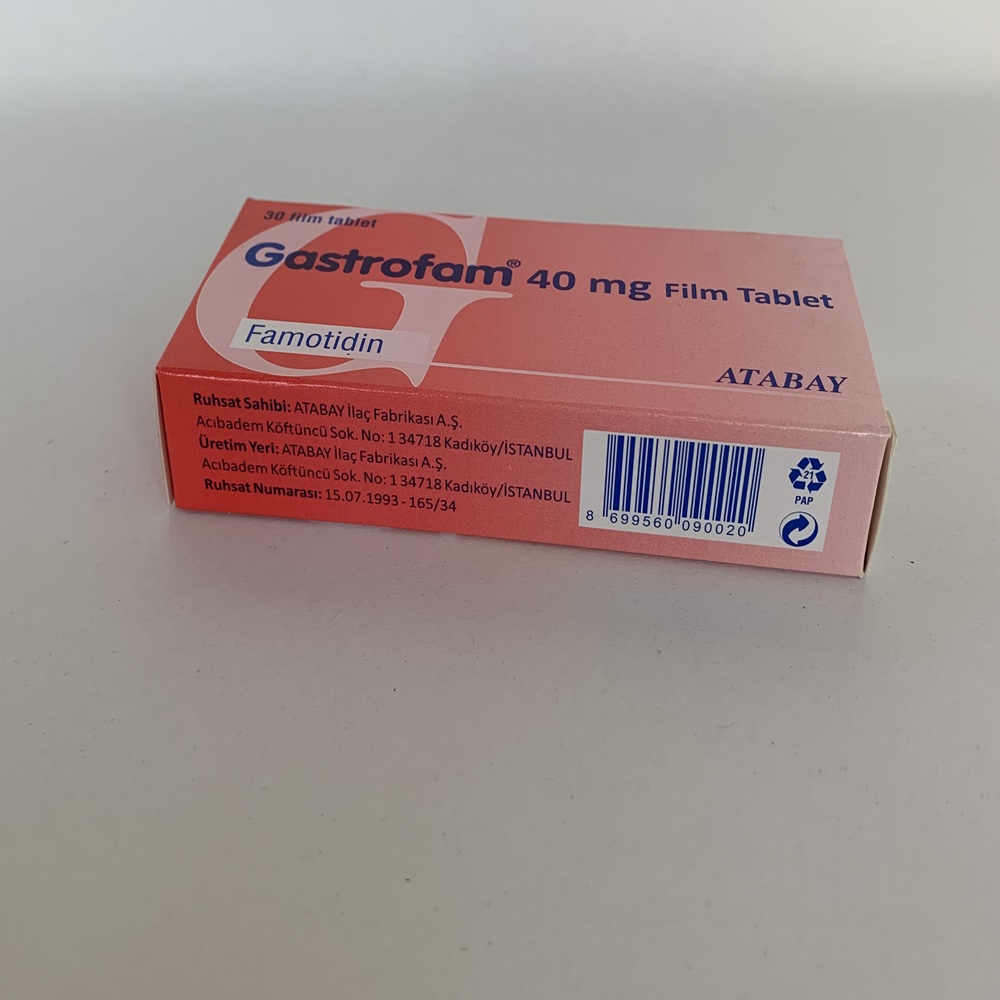 30 film tablet
Gastrofam® 40 mg Film Tablet
Famotidin
ATABAY
Ruhsat Sahibi: ATABAY İlaç Fabrikası A.Ş.
Acıbadem Köftüncü Sok. No: 1 34718 Kadıköy/İSTANBUL
Üretim Yeri: ATABAY İlaç Fabrikası A.Ş.
Acıbadem Köftüncü Sok. No: 1 34718 Kadıköy/İSTANBUL
Ruhsat Numarası: 15.07.1993 - 165/34
8 699560 090020
21
PAP